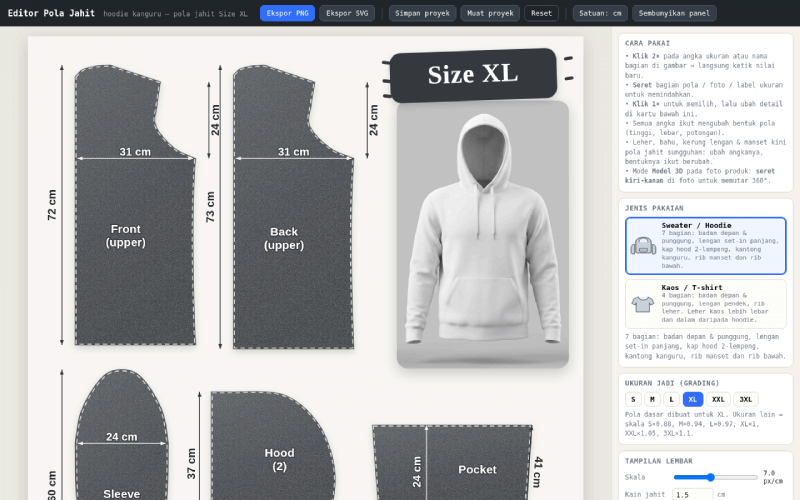 Editor Pola Jahit
hoodie kanguru — pola jahit Size XL
Ekspor PNG
Ekspor SVG
Simpan proyek
Muat proyek
Reset
Satuan: cm
Sembunyikan panel
Size XL
24 cm
24 cm
31 cm
31 cm
72 cm
73 cm
Front
(upper)
Back
(upper)
24 cm
60 cm
Sleeve
37 cm
Hood
(2)
24 cm
Pocket
41 cm
CARA PAKAI
• Klik 2× pada angka ukuran atau nama
bagian di gambar → langsung ketik nilai
baru.
• Seret bagian pola / foto / label ukuran
untuk memindahkan.
• Klik 1× untuk memilih, lalu ubah detail
di kartu bawah ini.
• Semua angka ikut mengubah bentuk pola
(tinggi, lebar, potongan).
• Leher, bahu, kerung lengan & manset kini
pola jahit sungguhan: ubah angkanya,
bentuknya ikut berubah.
• Mode Model 3D pada foto produk: seret
kiri-kanan di foto untuk memutar 360°.
JENIS PAKAIAN
Sweater / Hoodie
7 bagian: badan depan &
punggung, lengan set-in panjang,
kap hood 2-lempeng, kantong
kanguru, rib manset dan rib
bawah.
Kaos / T-shirt
4 bagian: badan depan &
punggung, lengan pendek, rib
leher. Leher kaos lebih lebar
dan dalam daripada hoodie.
7 bagian: badan depan & punggung, lengan
set-in panjang, kap hood 2-lempeng,
kantong kanguru, rib manset dan rib bawah.
UKURAN JADI (GRADING)
S
M
L
XL
XXL
3XL
Pola dasar dibuat untuk XL. Ukuran lain =
skala S×0.88, M×0.94, L×0.97, XL×1,
XXL×1.05, 3XL×1.1.
TAMPILAN LEMBAR
Skala
7.0
px/cm
Kain jahit
1.5
cm